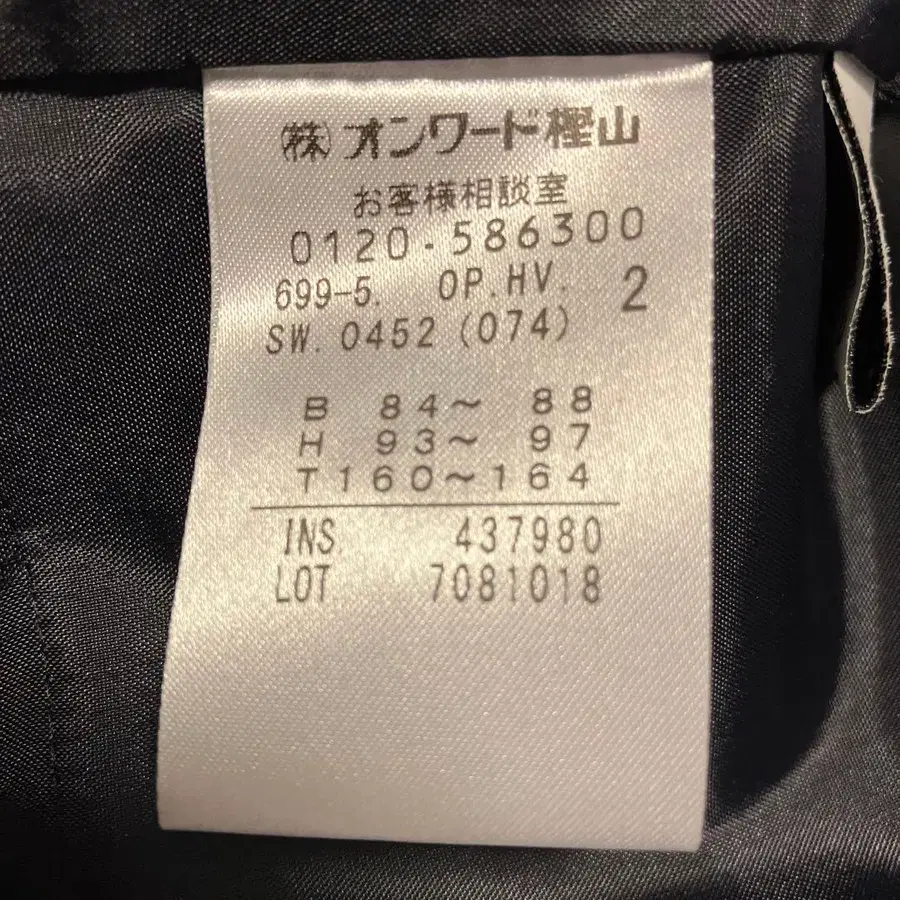 ㈱オンワード樫山
お客様相談室
0120-586300
699-5. OP.HV. 2
SW. 0452 (074)
B 84～ 88
H 93～ 97
T160～164
INS. 437980
LOT 7081018